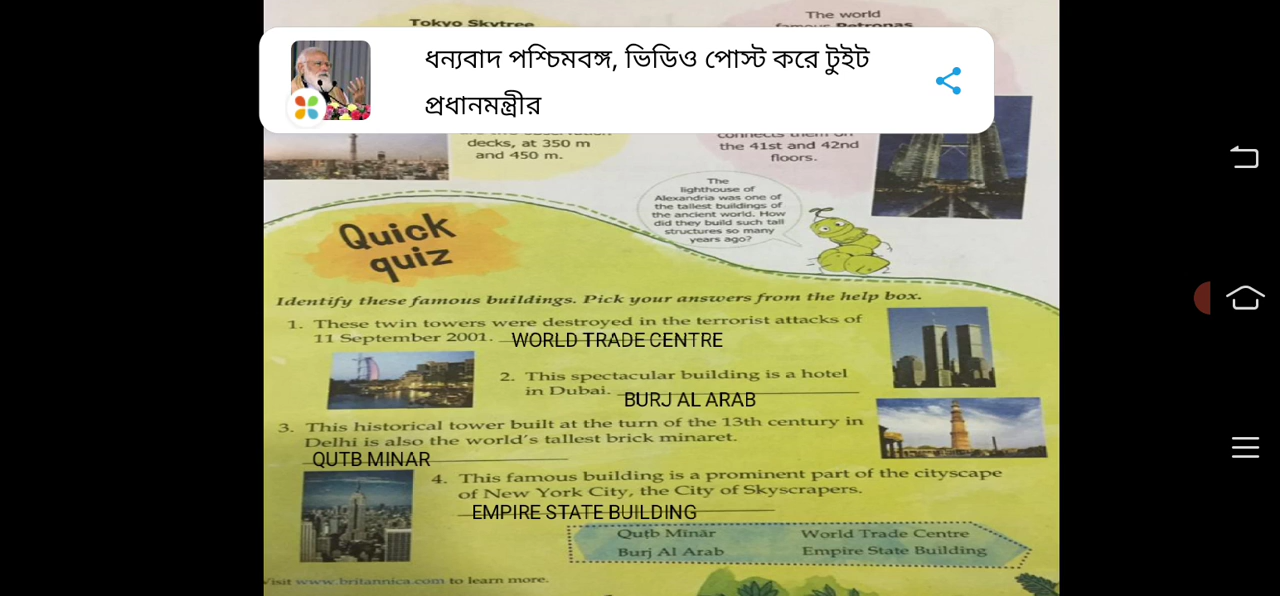 Tokyo Skytree
The world
famous Petronas
ধন্যবাদ পশ্চিমবঙ্গ, ভিডিও পোস্ট করে টুইট
প্রধানমন্ত্রীর
decks, at 350 m
and 450 m.
connects them on
the 41st and 42nd
floors.
The
lighthouse of
Alexandria was one of
the tallest buildings of
the ancient world. How
did they build such tall
structures so many
years ago?
Quick
quiz
Identify these famous buildings. Pick your answers from the help box.
1. These twin towers were destroyed in the terrorist attacks of
11 September 2001. WORLD TRADE CENTRE
2. This spectacular building is a hotel
in Dubai. BURJ AL ARAB
3. This historical tower built at the turn of the 13th century in
Delhi is also the world's tallest brick minaret.
QUTB MINAR
4. This famous building is a prominent part of the cityscape
of New York City, the City of Skyscrapers.
EMPIRE STATE BUILDING
Quṭb Mīnār World Trade Centre
Burj Al Arab Empire State Building
Visit www.britannica.com to learn more.